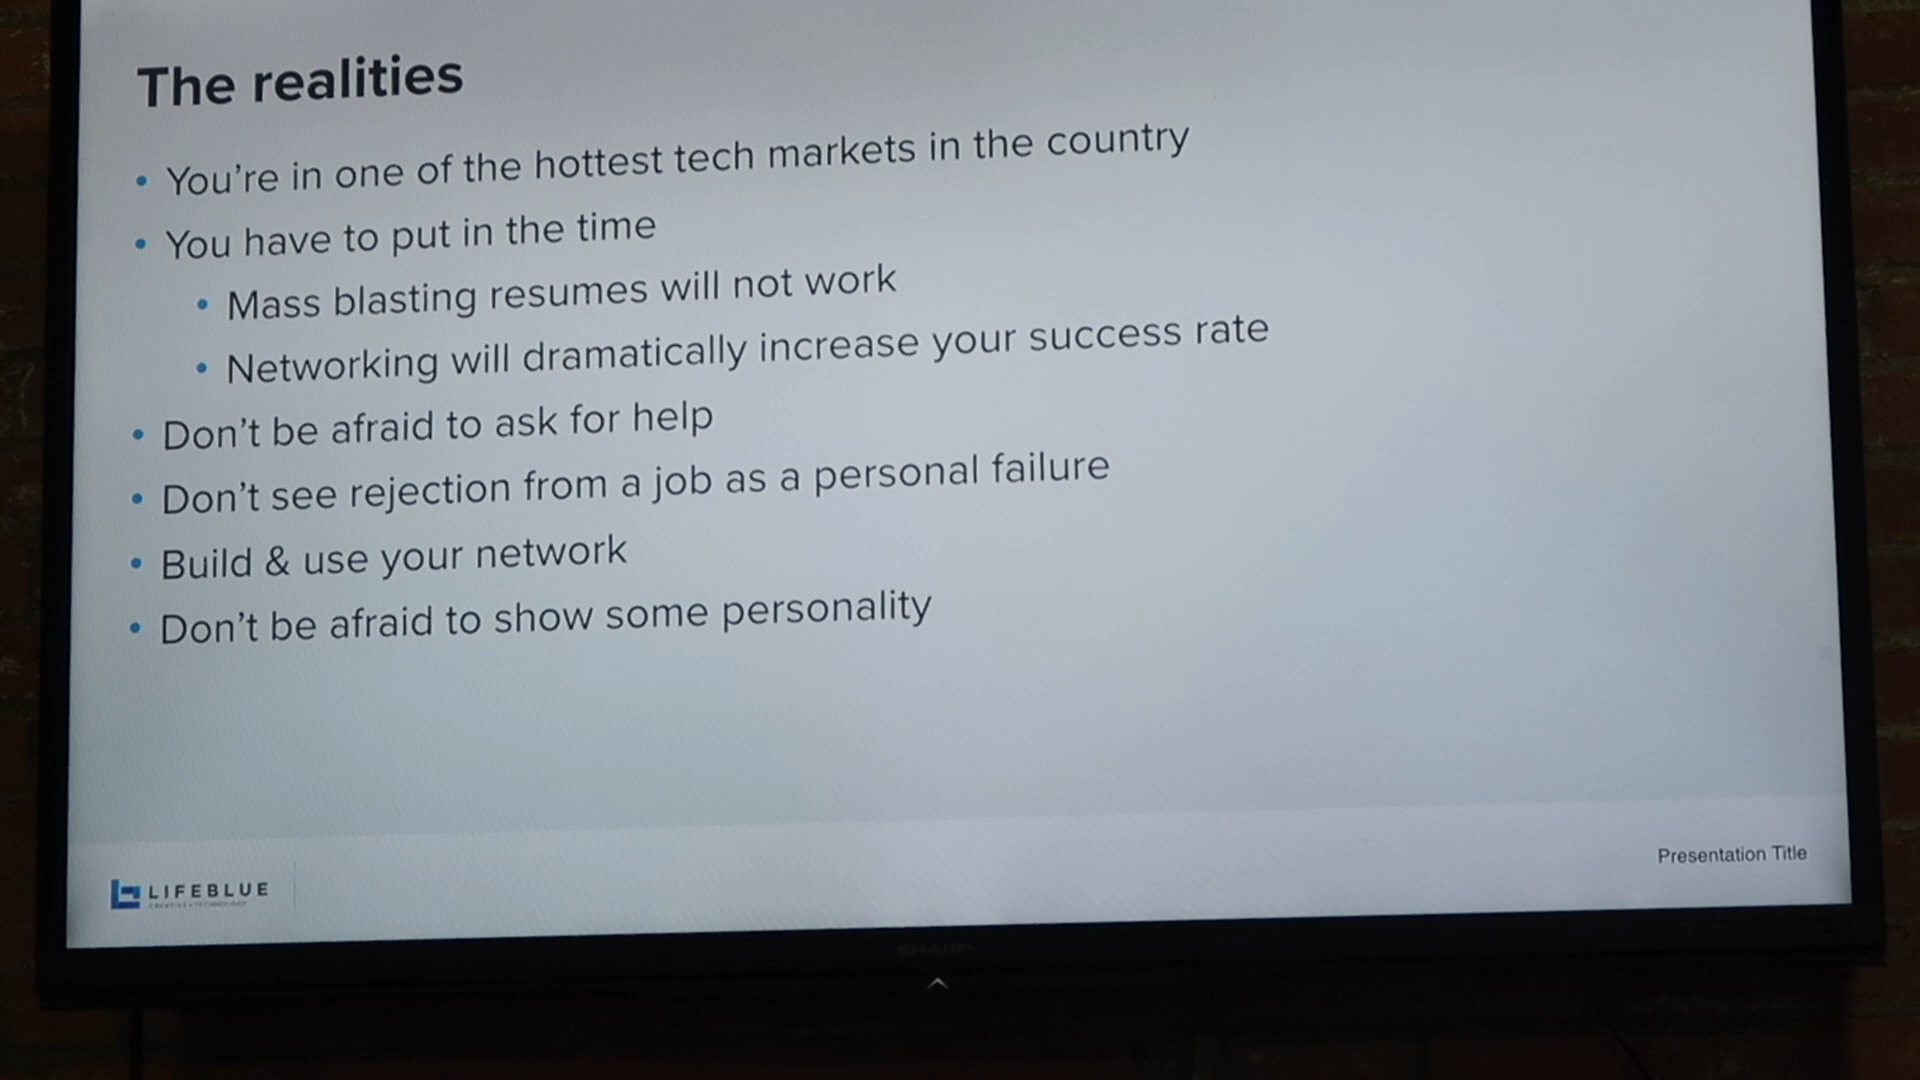 The realities
• You're in one of the hottest tech markets in the country
• You have to put in the time
• Mass blasting resumes will not work
• Networking will dramatically increase your success rate
• Don't be afraid to ask for help
• Don't see rejection from a job as a personal failure
• Build & use your network
• Don't be afraid to show some personality
Presentation Title
LIFEBLUE
SHARP